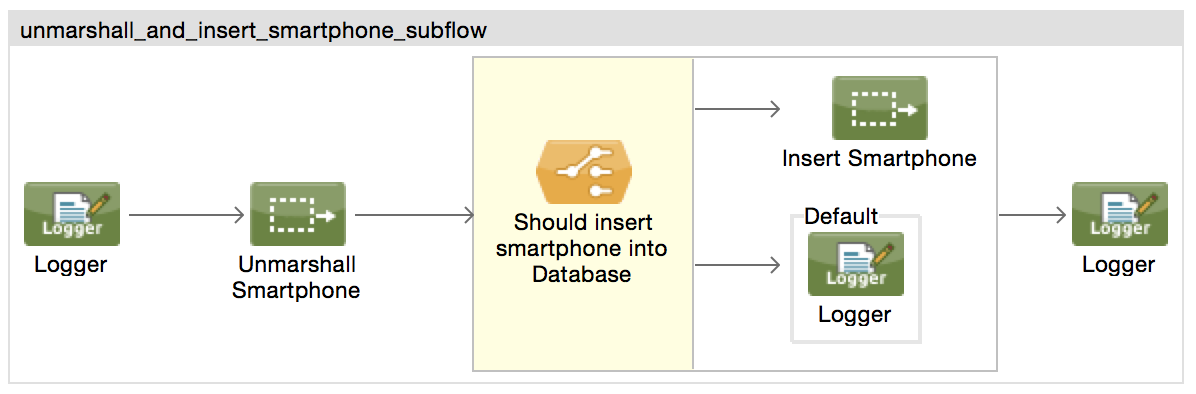 unmarshall_and_insert_smartphone_subflow
Logger
Logger
Unmarshall
Smartphone
Should insert
smartphone into
Database
Insert Smartphone
Default
Logger
Logger
Logger
Logger